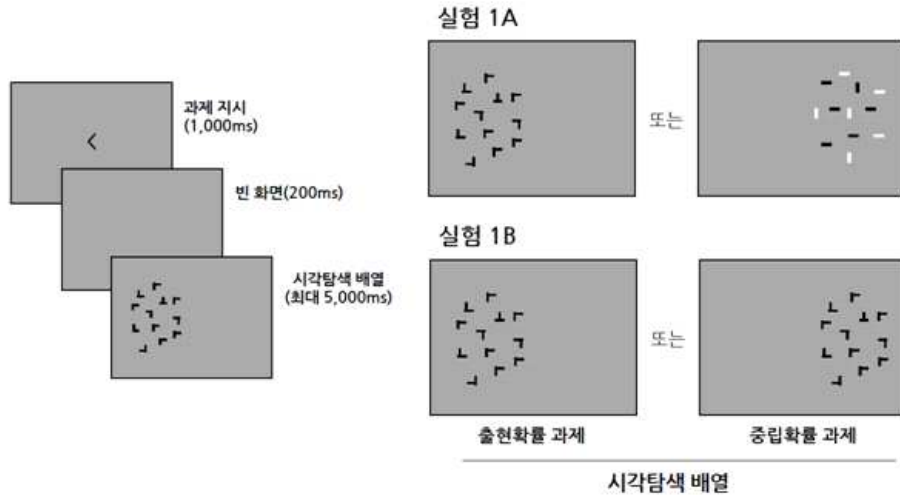 실험 1A
과제 지시
(1,000ms)
또는
빈 화면(200ms)
실험 1B
시각탐색 배열
(최대 5,000ms)
또는
출현확률 과제
중립확률 과제
시각탐색 배열